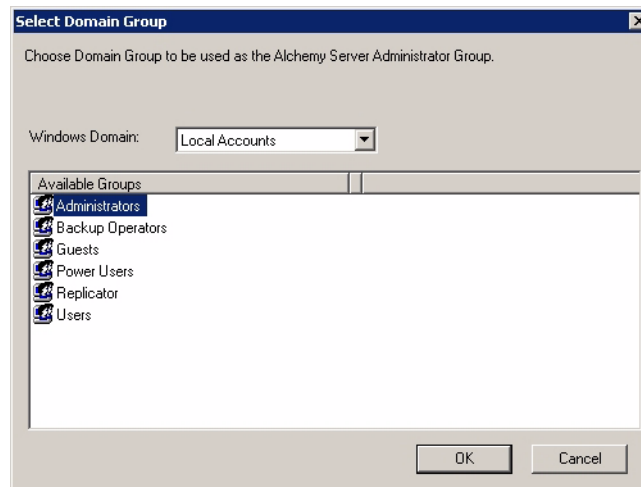 Select Domain Group
Choose Domain Group to be used as the Alchemy Server Administrator Group.
Windows Domain: Local Accounts
Available Groups
Administrators
Backup Operators
Guests
Power Users
Replicator
Users
OK Cancel